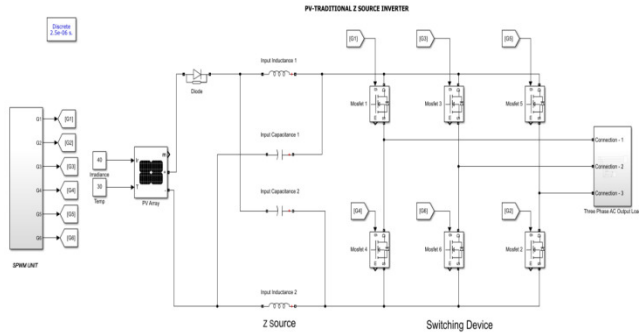 PV-TRADITIONAL Z SOURCE INVERTER
Discrete
2.5e-06 s.
[G1]
[G3]
[G5]
Input Inductance 1
Diode
Mosfet 1
Mosfet 3
Mosfet 5
G1
[G1]
G2
[G2]
G3
[G3]
G4
[G4]
G5
[G5]
G6
[G6]
SPWM UNIT
40
Irradiance
30
Temp
PV Array
Input Capacitance 1
Input Capacitance 2
Connection - 1
Connection - 2
Connection - 3
Three Phase AC Output Load
[G4]
[G6]
[G2]
Mosfet 4
Mosfet 6
Mosfet 2
Input Inductance 2
Z Source
Switching Device